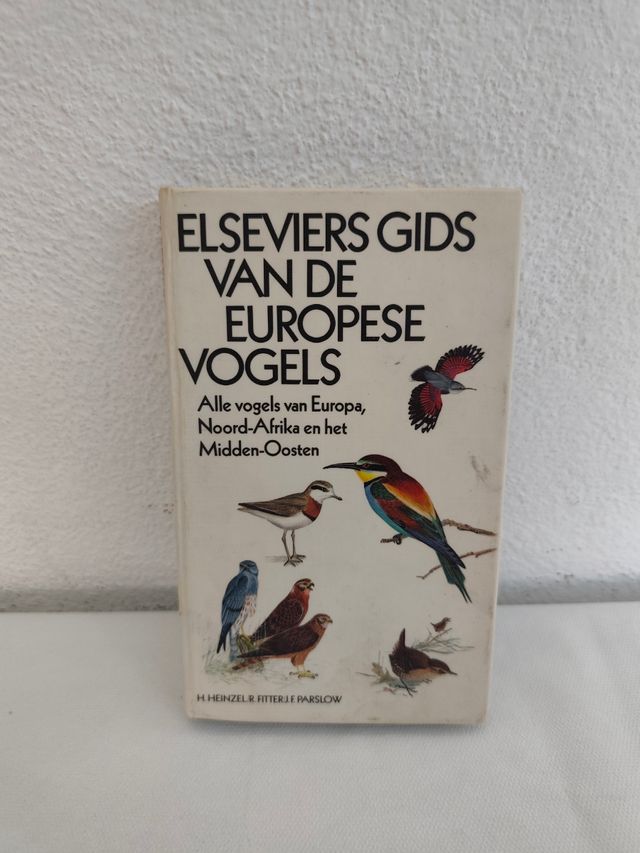 ELSEVIERS GIDS
VAN DE
EUROPESE
VOGELS
Alle vogels van Europa,
Noord-Afrika en het
Midden-Oosten
H. HEINZEL/R. FITTER/J.F. PARSLOW